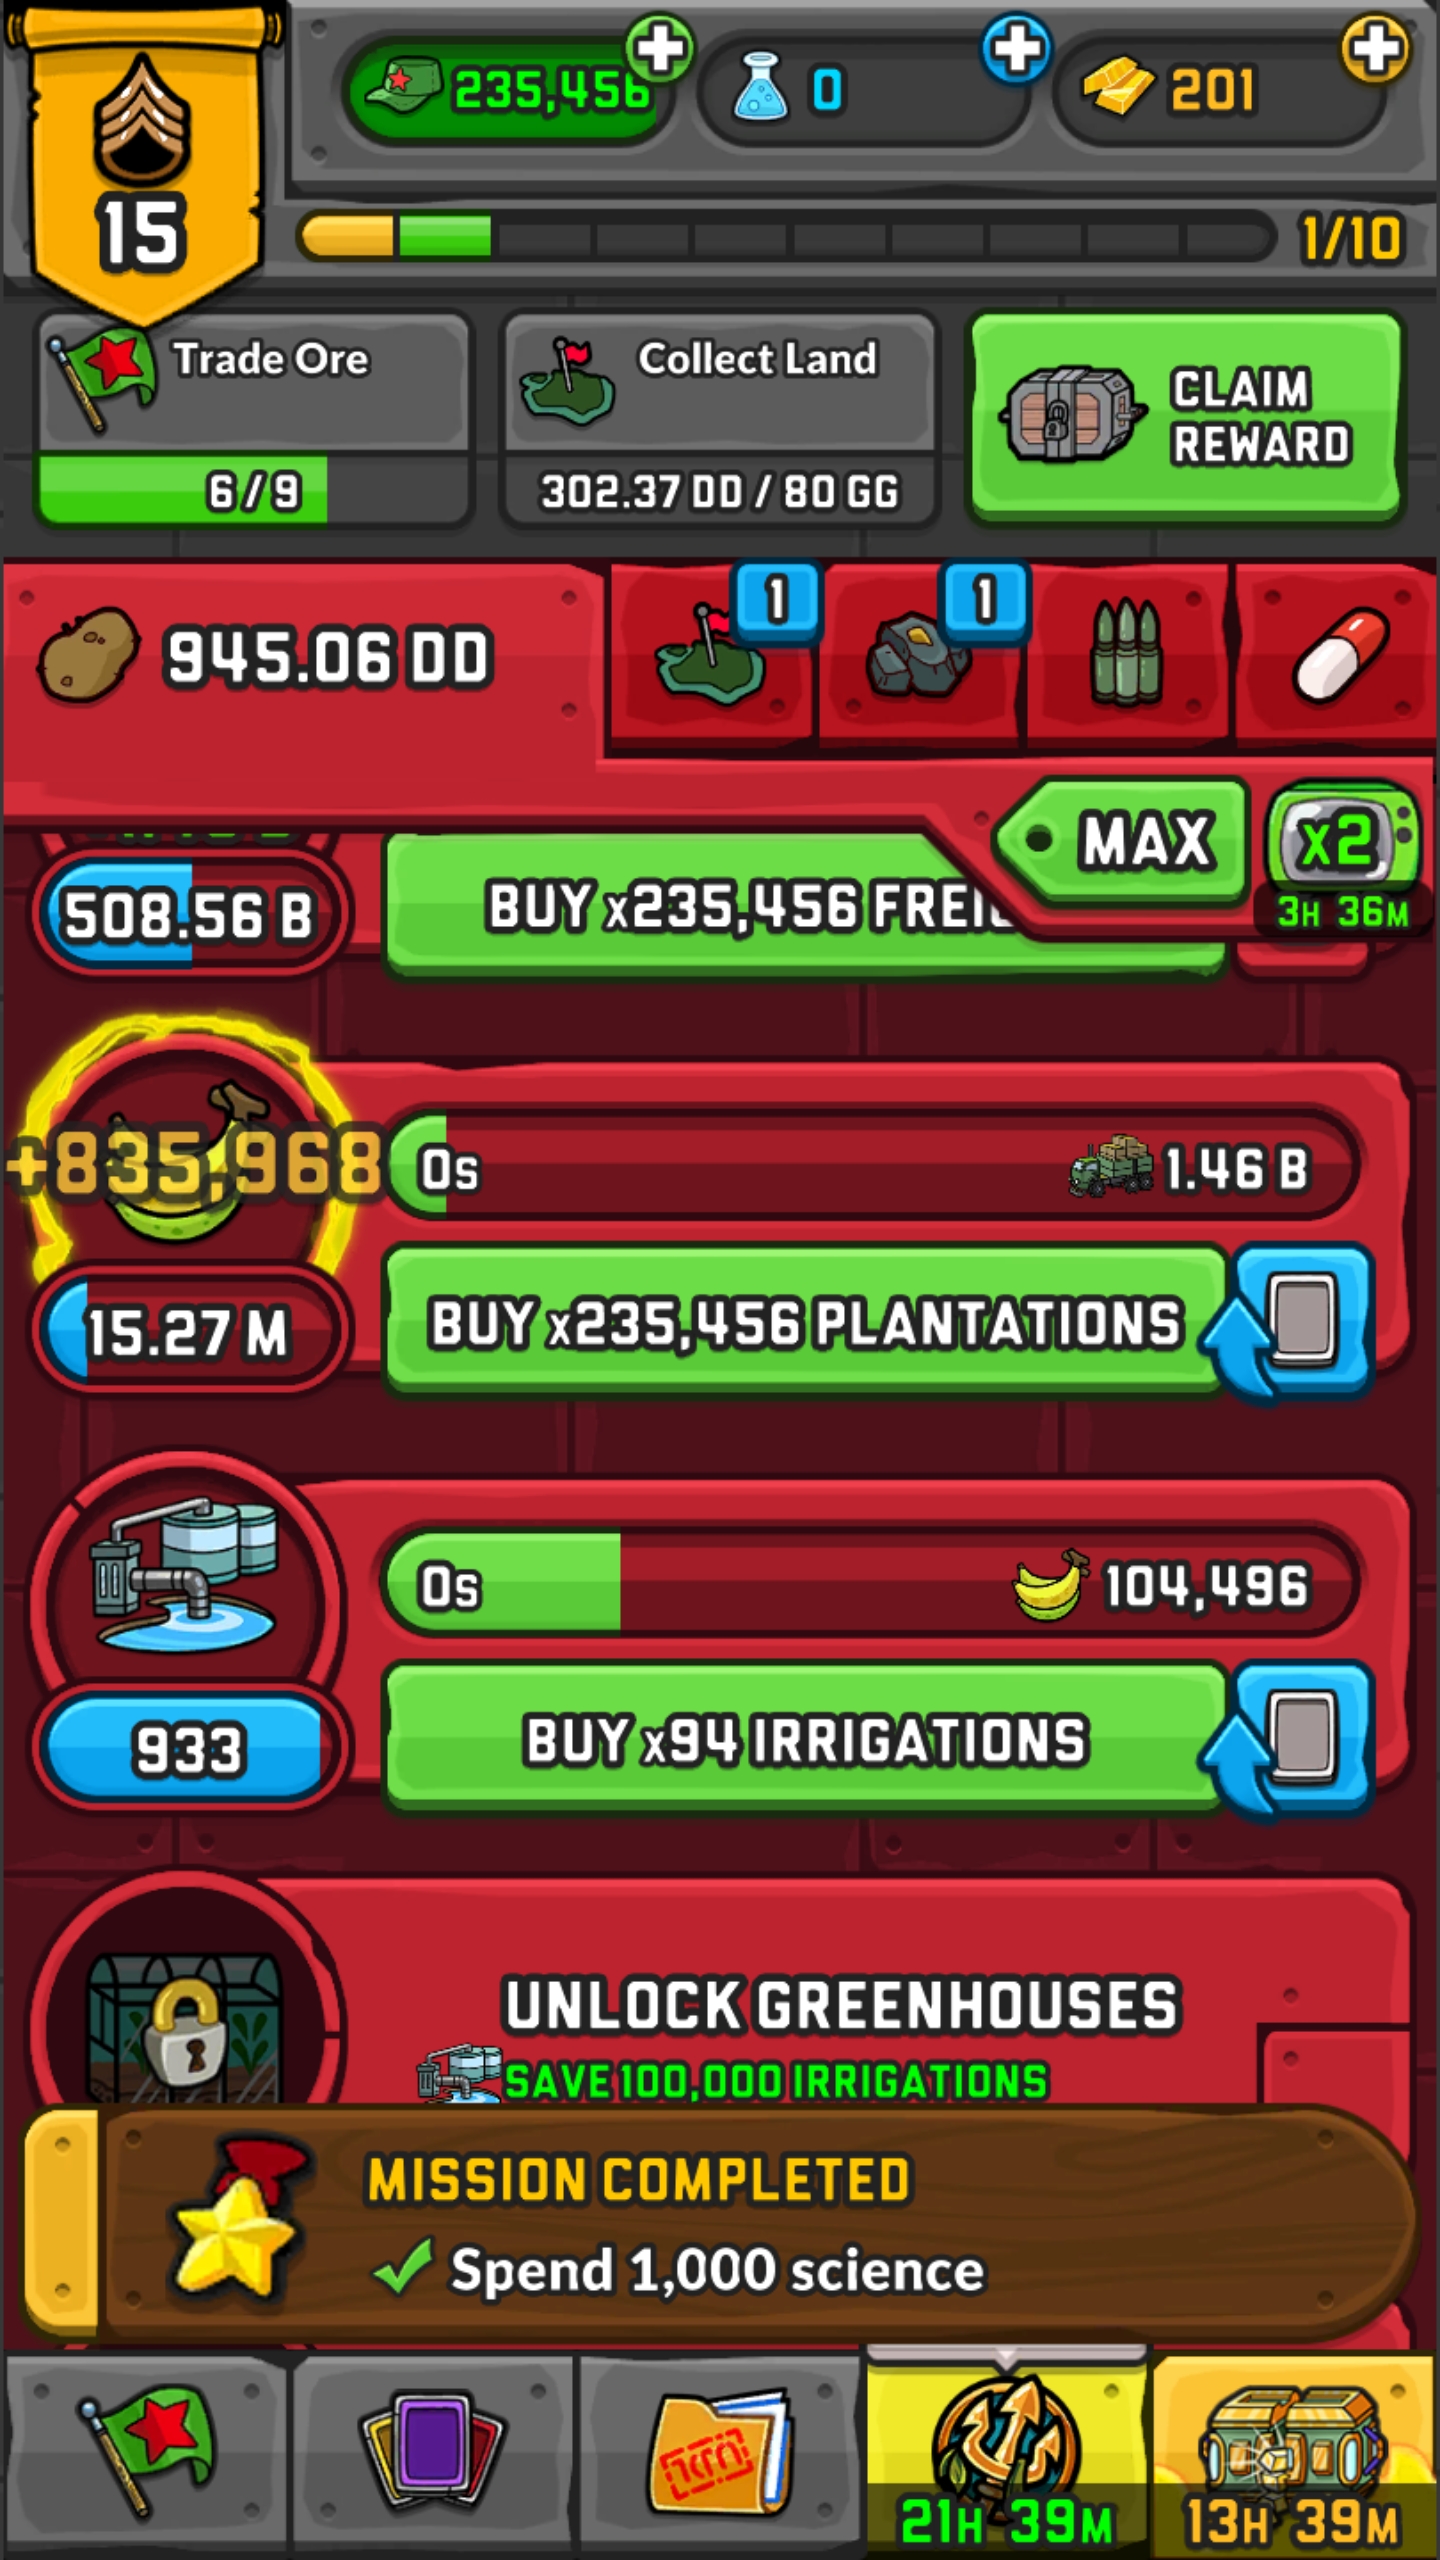 235,456
0
201
15
1/10
Trade Ore
6/9
Collect Land
302.37 DD / 80 GG
CLAIM
REWARD
945.06 DD
1
1
MAX
x2
3H 36M
508.56 B
BUY x235,456
+835,968
0s
1.46 B
15.27 M
BUY x235,456 PLANTATIONS
0s
104,496
933
BUY x94 IRRIGATIONS
UNLOCK GREENHOUSES
SAVE 100,000 IRRIGATIONS
MISSION COMPLETED
Spend 1,000 science
21H 39M
13H 39M